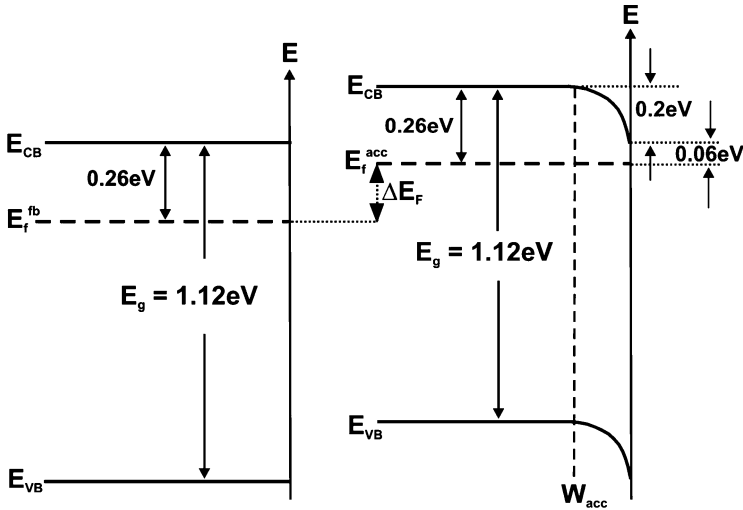 E
E_CB
0.26eV
E_f^fb
E_g = 1.12eV
E_VB
E
E_CB
0.26eV
0.2eV
0.06eV
E_f^acc
ΔE_F
E_g = 1.12eV
E_VB
W_acc